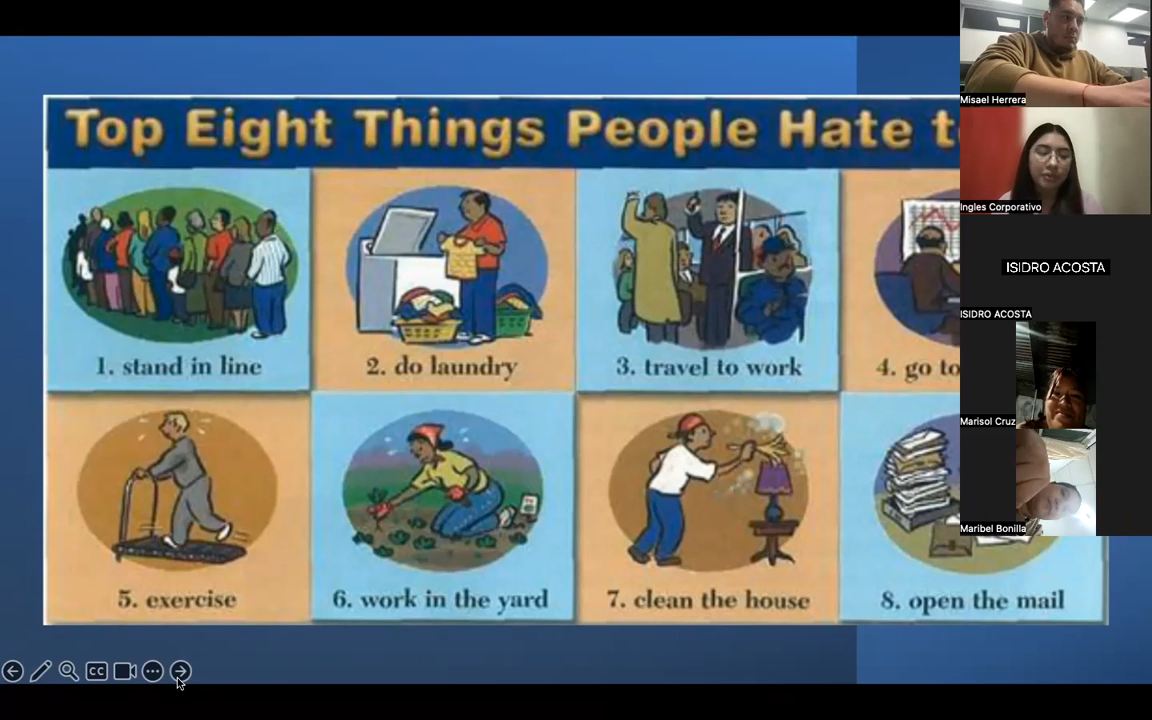 Top Eight Things People Hate t
1. stand in line
2. do laundry
3. travel to work
4. go to
5. exercise
6. work in the yard
7. clean the house
8. open the mail
CC
Misael Herrera
Ingles Corporativo
ISIDRO ACOSTA
ISIDRO ACOSTA
Marisol Cruz
Maribel Bonilla